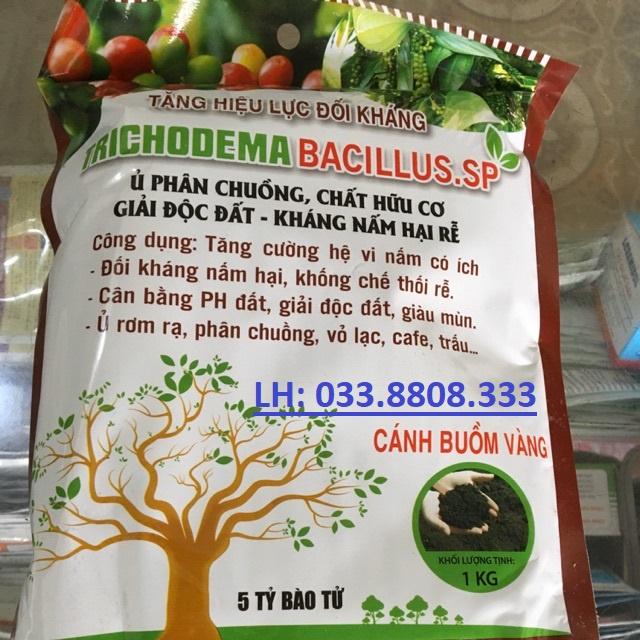 TĂNG HIỆU LỰC ĐỐI KHÁNG
TRICHODEMA BACILLUS.SP
Ủ PHÂN CHUỒNG, CHẤT HỮU CƠ
GIẢI ĐỘC ĐẤT - KHÁNG NẤM HẠI RỄ
Công dụng: Tăng cường hệ vi nấm có ích
- Đối kháng nấm hại, khống chế thối rễ.
- Cân bằng PH đất, giải độc đất, giàu mùn.
- Ủ rơm rạ, phân chuồng, vỏ lạc, cafe, trấu...
LH: 033.8808.333
CÁNH BUỒM VÀNG
KHỐI LƯỢNG TỊNH:
1 KG
5 TỶ BÀO TỬ